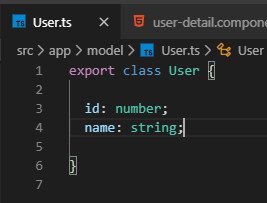 User.ts user-detail.compone
src > app > model > User.ts > User
1 export class User {
2
3 id: number;
4 name: string;
5
6 }
7